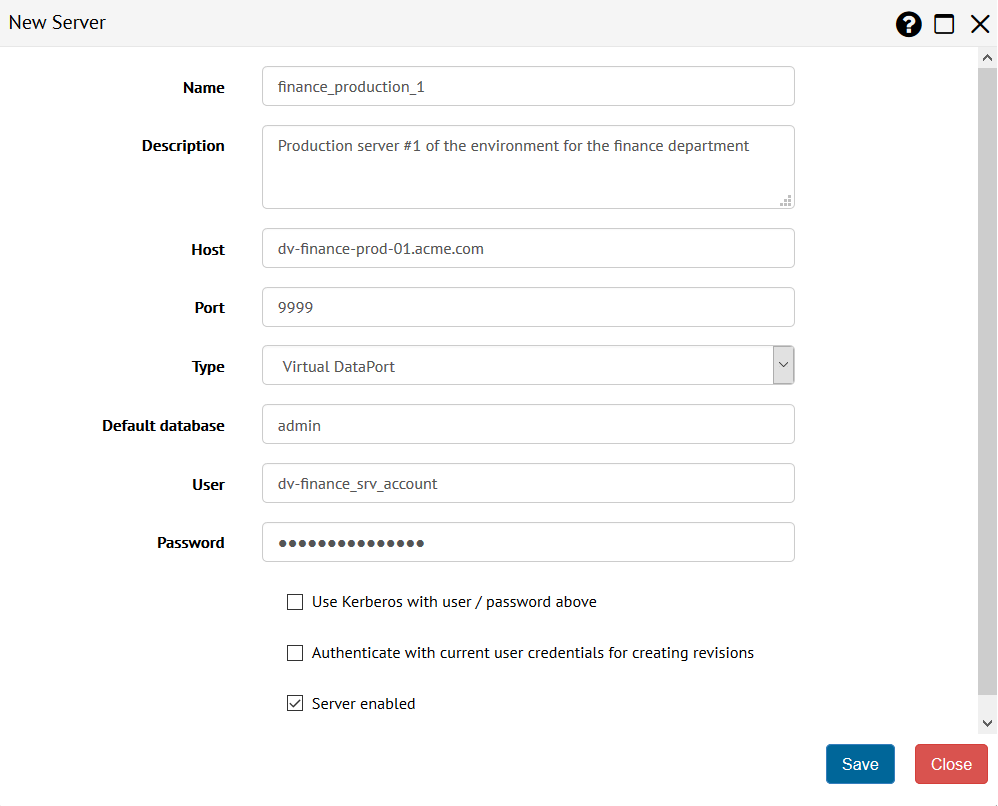 New Server
Name finance_production_1
Description Production server #1 of the environment for the finance department
Host dv-finance-prod-01.acme.com
Port 9999
Type Virtual DataPort
Default database admin
User dv-finance_srv_account
Password ●●●●●●●●●●●●●●●
Use Kerberos with user / password above
Authenticate with current user credentials for creating revisions
Server enabled
Save Close